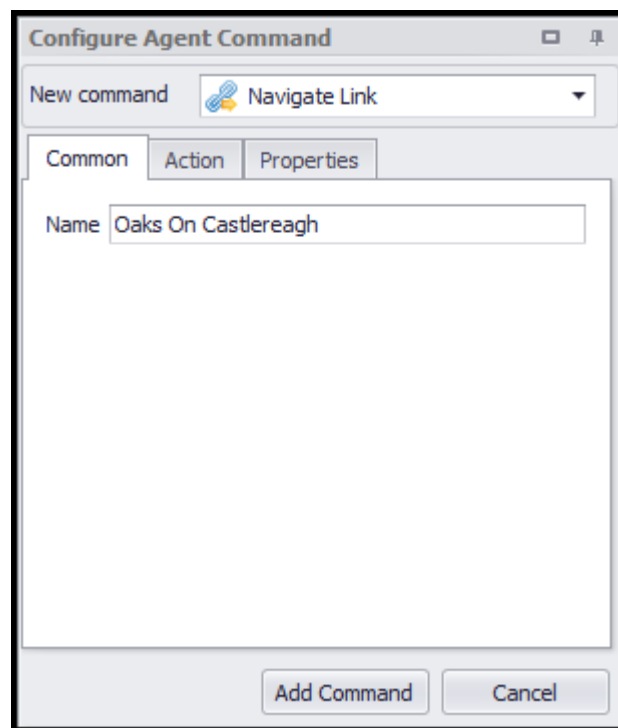 Configure Agent Command
New command Navigate Link
Common Action Properties
Name Oaks On Castlereagh
Add Command Cancel